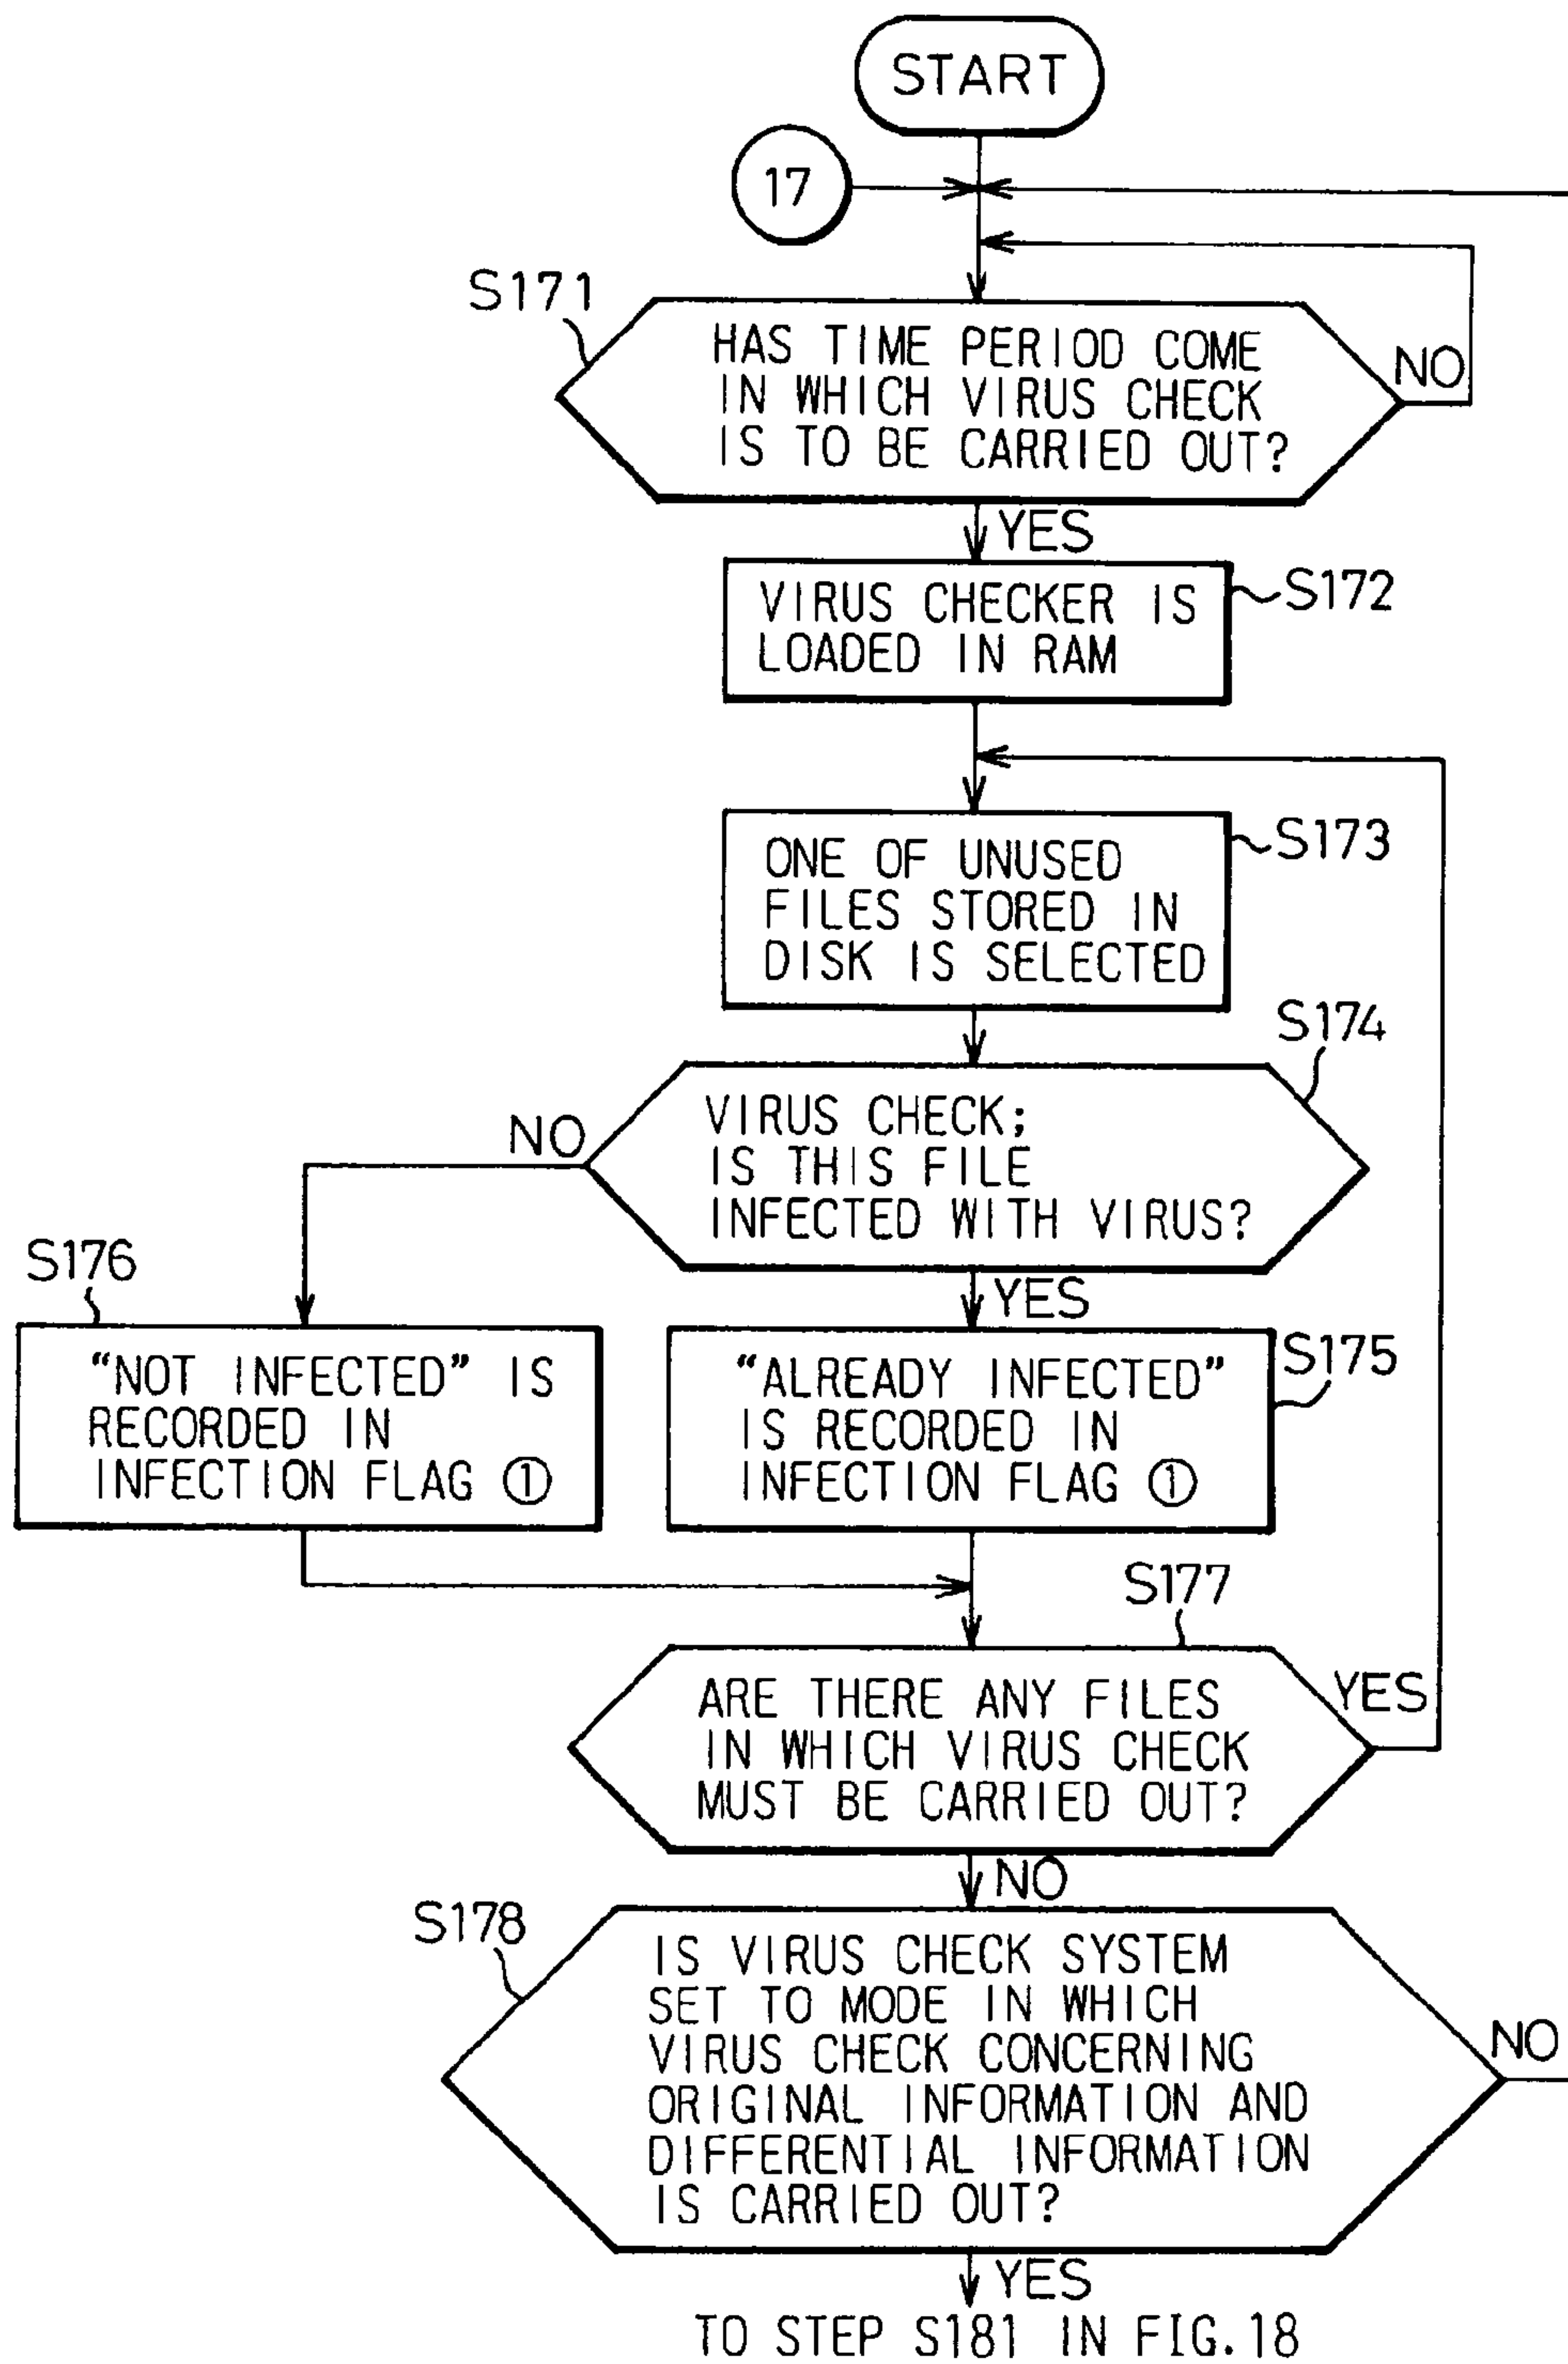 START
17
S171
HAS TIME PERIOD COME
IN WHICH VIRUS CHECK
IS TO BE CARRIED OUT?
NO
YES
VIRUS CHECKER IS
LOADED IN RAM
S172
ONE OF UNUSED
FILES STORED IN
DISK IS SELECTED
S173
S174
VIRUS CHECK;
IS THIS FILE
INFECTED WITH VIRUS?
NO
YES
S176
“NOT INFECTED” IS
RECORDED IN
INFECTION FLAG ①
S175
“ALREADY INFECTED”
IS RECORDED IN
INFECTION FLAG ①
S177
ARE THERE ANY FILES
IN WHICH VIRUS CHECK
MUST BE CARRIED OUT?
YES
NO
S178
IS VIRUS CHECK SYSTEM
SET TO MODE IN WHICH
VIRUS CHECK CONCERNING
ORIGINAL INFORMATION AND
DIFFERENTIAL INFORMATION
IS CARRIED OUT?
NO
YES
TO STEP S181 IN FIG.18